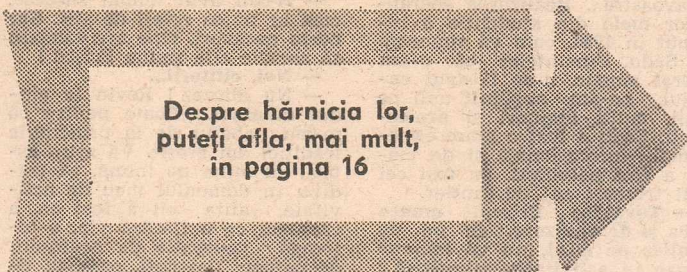 Despre hărnicia lor,
puteți afla, mai mult,
în pagina 16